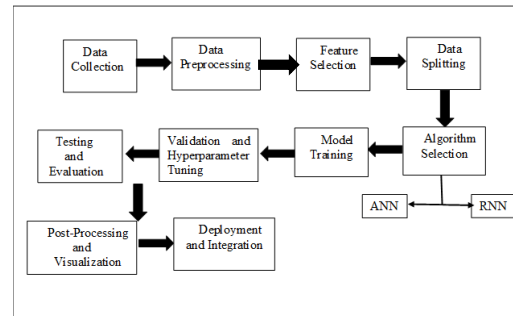 Data
Collection
Data
Preprocessing
Feature
Selection
Data
Splitting
Testing
and
Evaluation
Validation and
Hyperparameter
Tuning
Model
Training
Algorithm
Selection
ANN
RNN
Post-Processing
and
Visualization
Deployment
and Integration